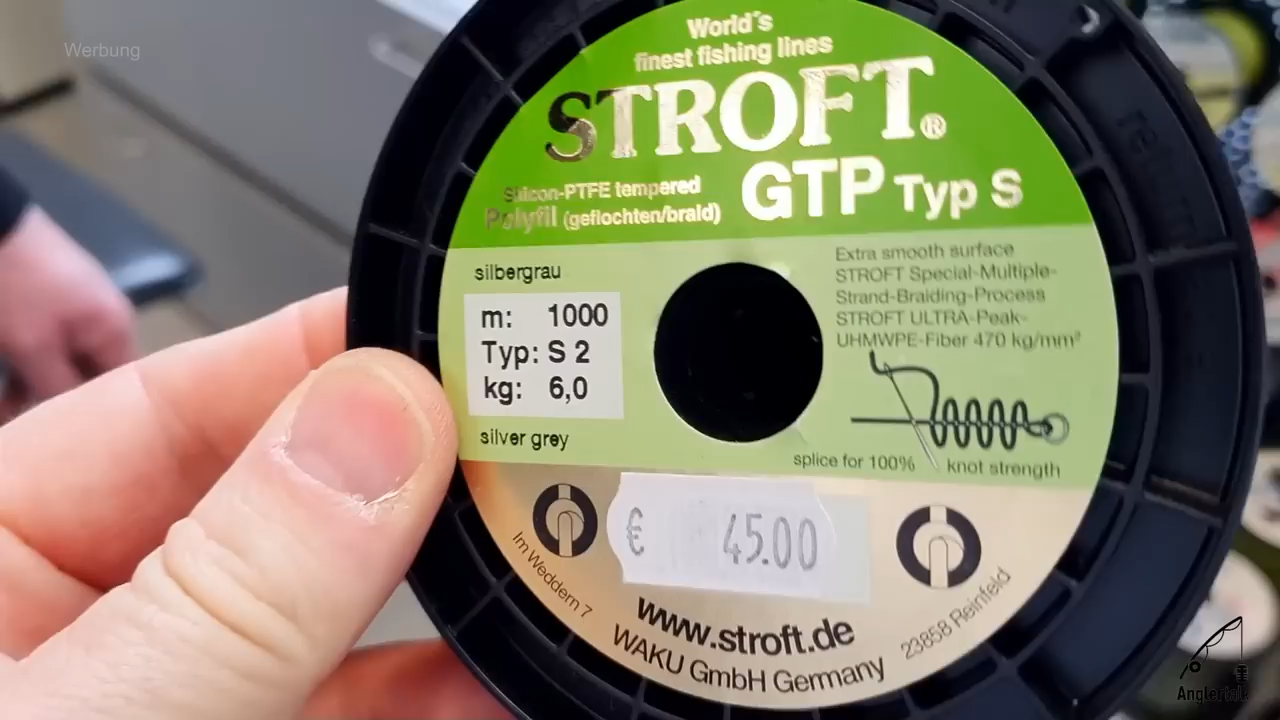 Werbung
World's
finest fishing lines
STROFT®
GTP Typ S
Silicon-PTFE tempered
Polyfil (geflochten/braid)
silbergrau
m: 1000
Typ: S 2
kg: 6,0
silver grey
Extra smooth surface
STROFT Special-Multiple-
Strand-Braiding-Process
STROFT ULTRA-Peak-
UHMWPE-Fiber 470 kg/mm²
splice for 100% knot strength
€ 45.00
Im Weddern 7
www.stroft.de
WAKU GmbH Germany
23858 Reinfeld